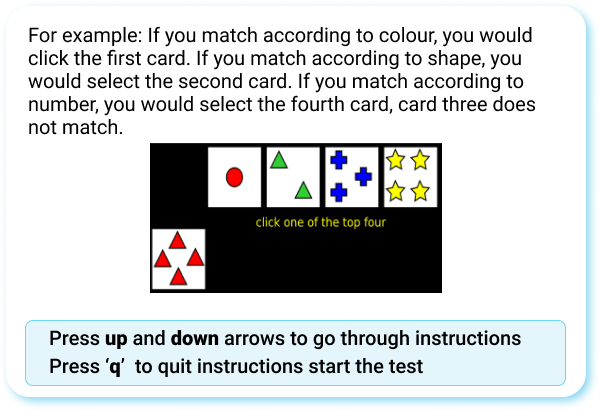 For example: If you match according to colour, you would
click the first card. If you match according to shape, you
would select the second card. If you match according to
number, you would select the fourth card, card three does
not match.
click one of the top four
Press up and down arrows to go through instructions
Press ‘q’ to quit instructions start the test